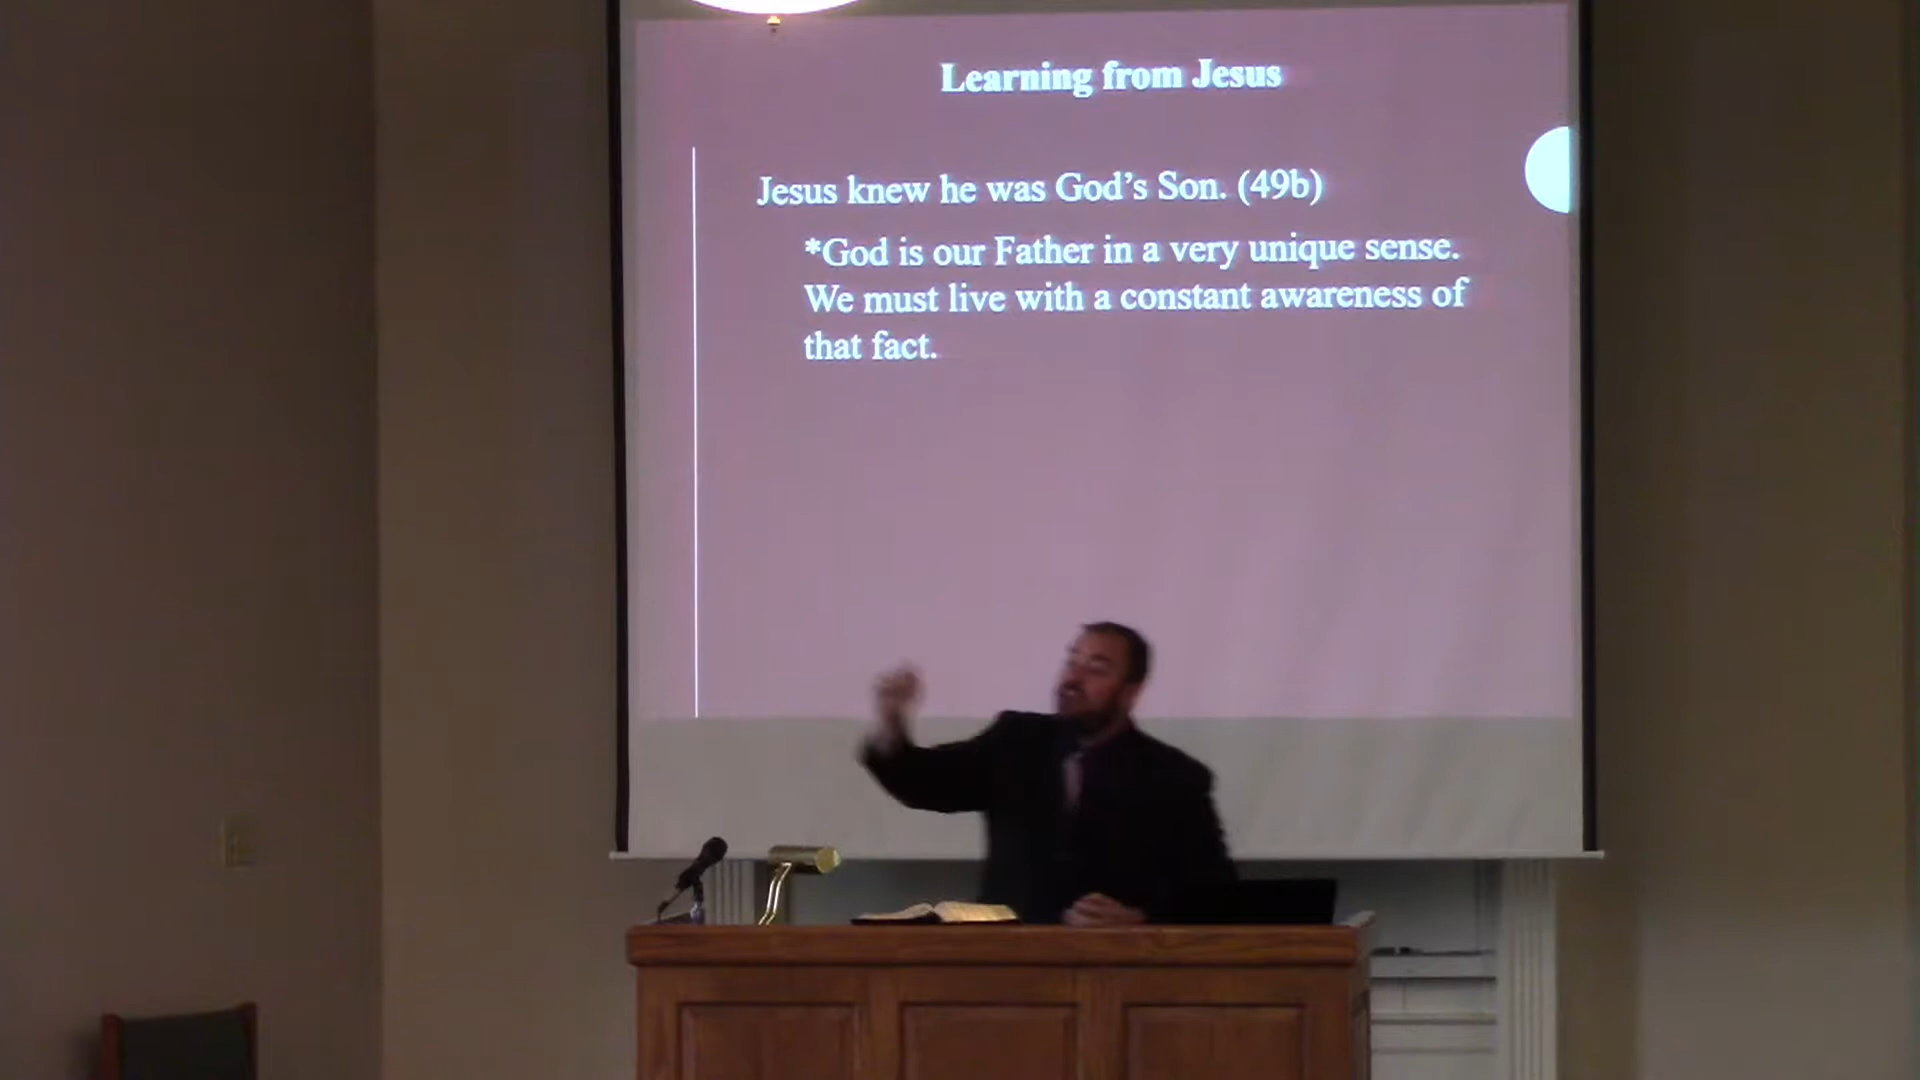 Learning from Jesus
Jesus knew he was God’s Son. (49b)
*God is our Father in a very unique sense.
We must live with a constant awareness of
that fact.